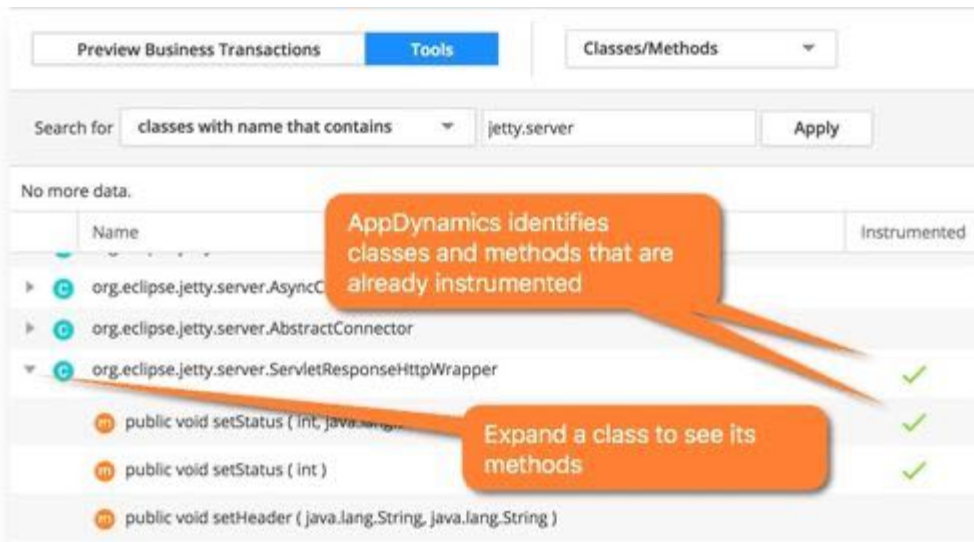 Preview Business Transactions Tools Classes/Methods
Search for classes with name that contains jetty.server Apply
No more data.
Name Instrumented
AppDynamics identifies
classes and methods that are
already instrumented
org.eclipse.jetty.server.AsyncC
org.eclipse.jetty.server.AbstractConnector
org.eclipse.jetty.server.ServletResponseHttpWrapper
m public void setStatus ( int, java.lang.
Expand a class to see its
methods
m public void setStatus ( int )
m public void setHeader ( java.lang.String, java.lang.String )